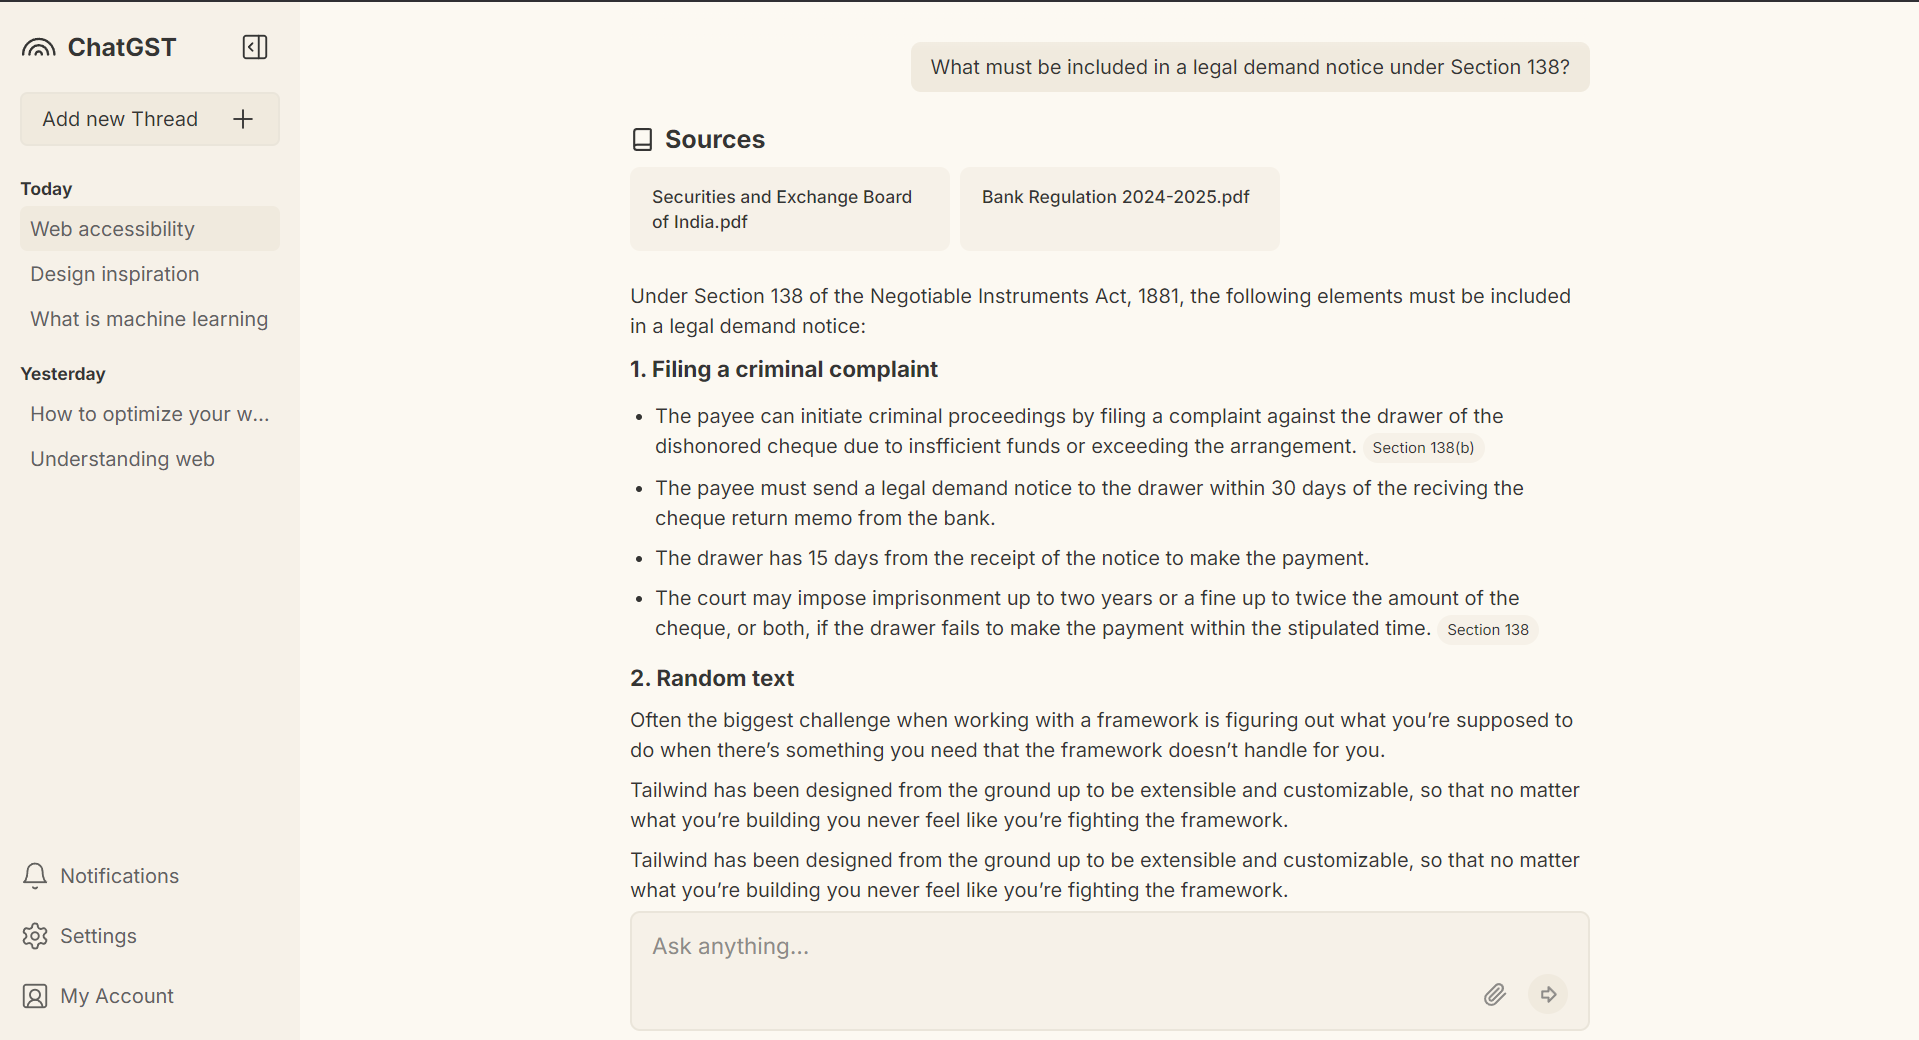 ChatGST
Add new Thread
Today
Web accessibility
Design inspiration
What is machine learning
Yesterday
How to optimize your w...
Understanding web
Notifications
Settings
My Account
What must be included in a legal demand notice under Section 138?
Sources
Securities and Exchange Board
of India.pdf
Bank Regulation 2024-2025.pdf
Under Section 138 of the Negotiable Instruments Act, 1881, the following elements must be included
in a legal demand notice:
1. Filing a criminal complaint
• The payee can initiate criminal proceedings by filing a complaint against the drawer of the
dishonored cheque due to insfficient funds or exceeding the arrangement. Section 138(b)
• The payee must send a legal demand notice to the drawer within 30 days of the reciving the
cheque return memo from the bank.
• The drawer has 15 days from the receipt of the notice to make the payment.
• The court may impose imprisonment up to two years or a fine up to twice the amount of the
cheque, or both, if the drawer fails to make the payment within the stipulated time. Section 138
2. Random text
Often the biggest challenge when working with a framework is figuring out what you’re supposed to
do when there’s something you need that the framework doesn’t handle for you.
Tailwind has been designed from the ground up to be extensible and customizable, so that no matter
what you’re building you never feel like you’re fighting the framework.
Tailwind has been designed from the ground up to be extensible and customizable, so that no matter
what you’re building you never feel like you’re fighting the framework.
Ask anything...